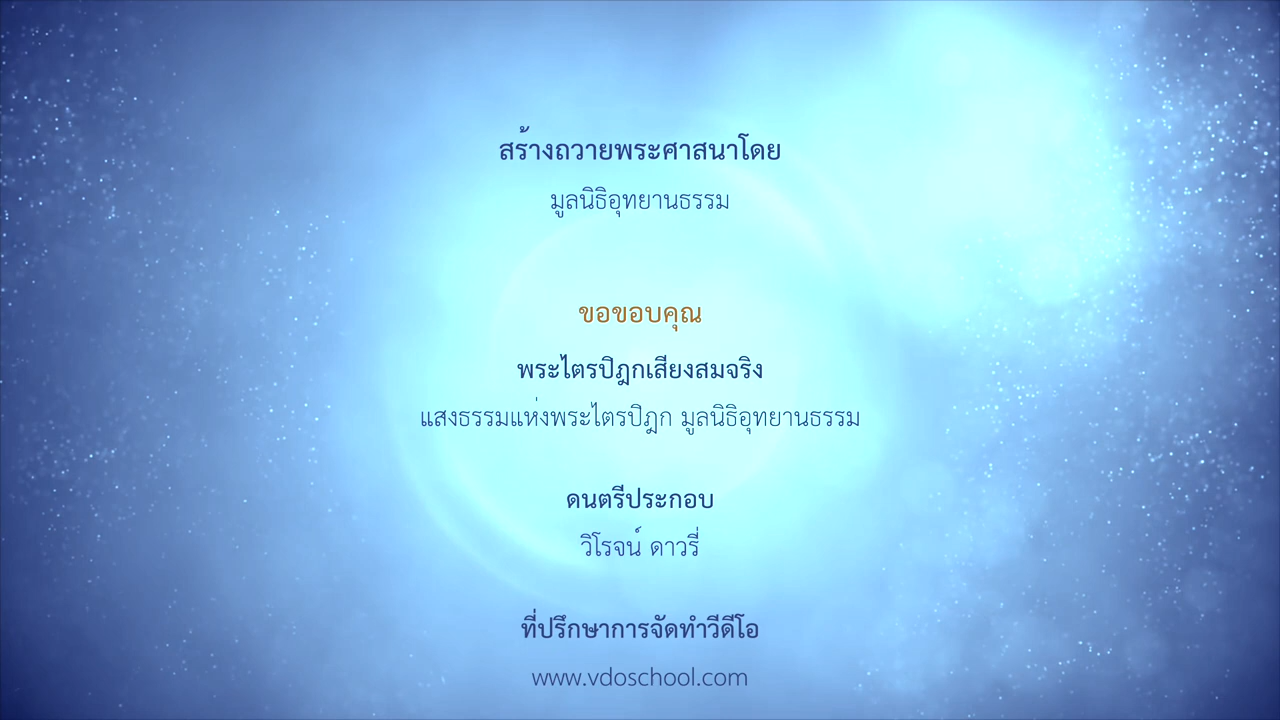 สร้างถวายพระศาสนาโดย
มูลนิธิอุทยานธรรม
ขอขอบคุณ
พระไตรปิฎกเสียงสมจริง
แสงธรรมแห่งพระไตรปิฎก มูลนิธิอุทยานธรรม
ดนตรีประกอบ
วิโรจน์ ดาวรี่
ที่ปรึกษาการจัดทำวีดีโอ
www.vdoschool.com